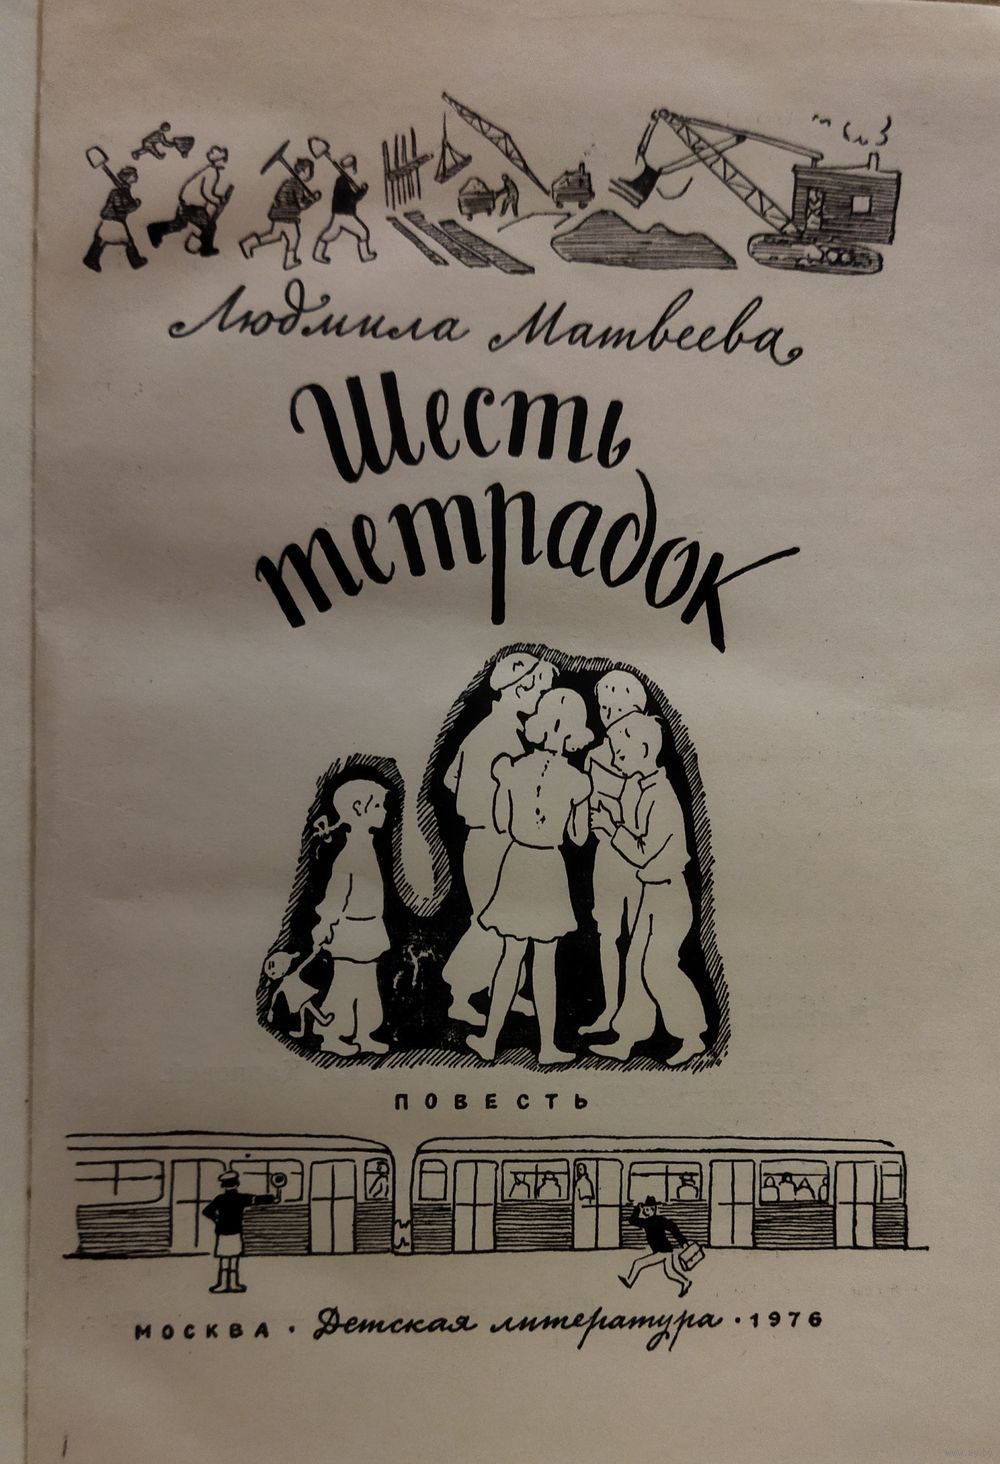 Людмила Матвеева
Шесть
тетрадок
ПОВЕСТЬ
МОСКВА · Детская литература · 1976